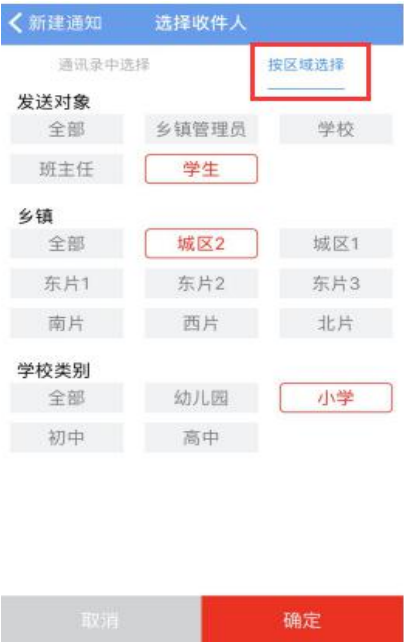 新建通知 选择收件人
通讯录中选择 按区域选择
发送对象
全部 乡镇管理员 学校
班主任 学生
乡镇
全部 城区2 城区1
东片1 东片2 东片3
南片 西片 北片
学校类别
全部 幼儿园 小学
初中 高中
取消 确定